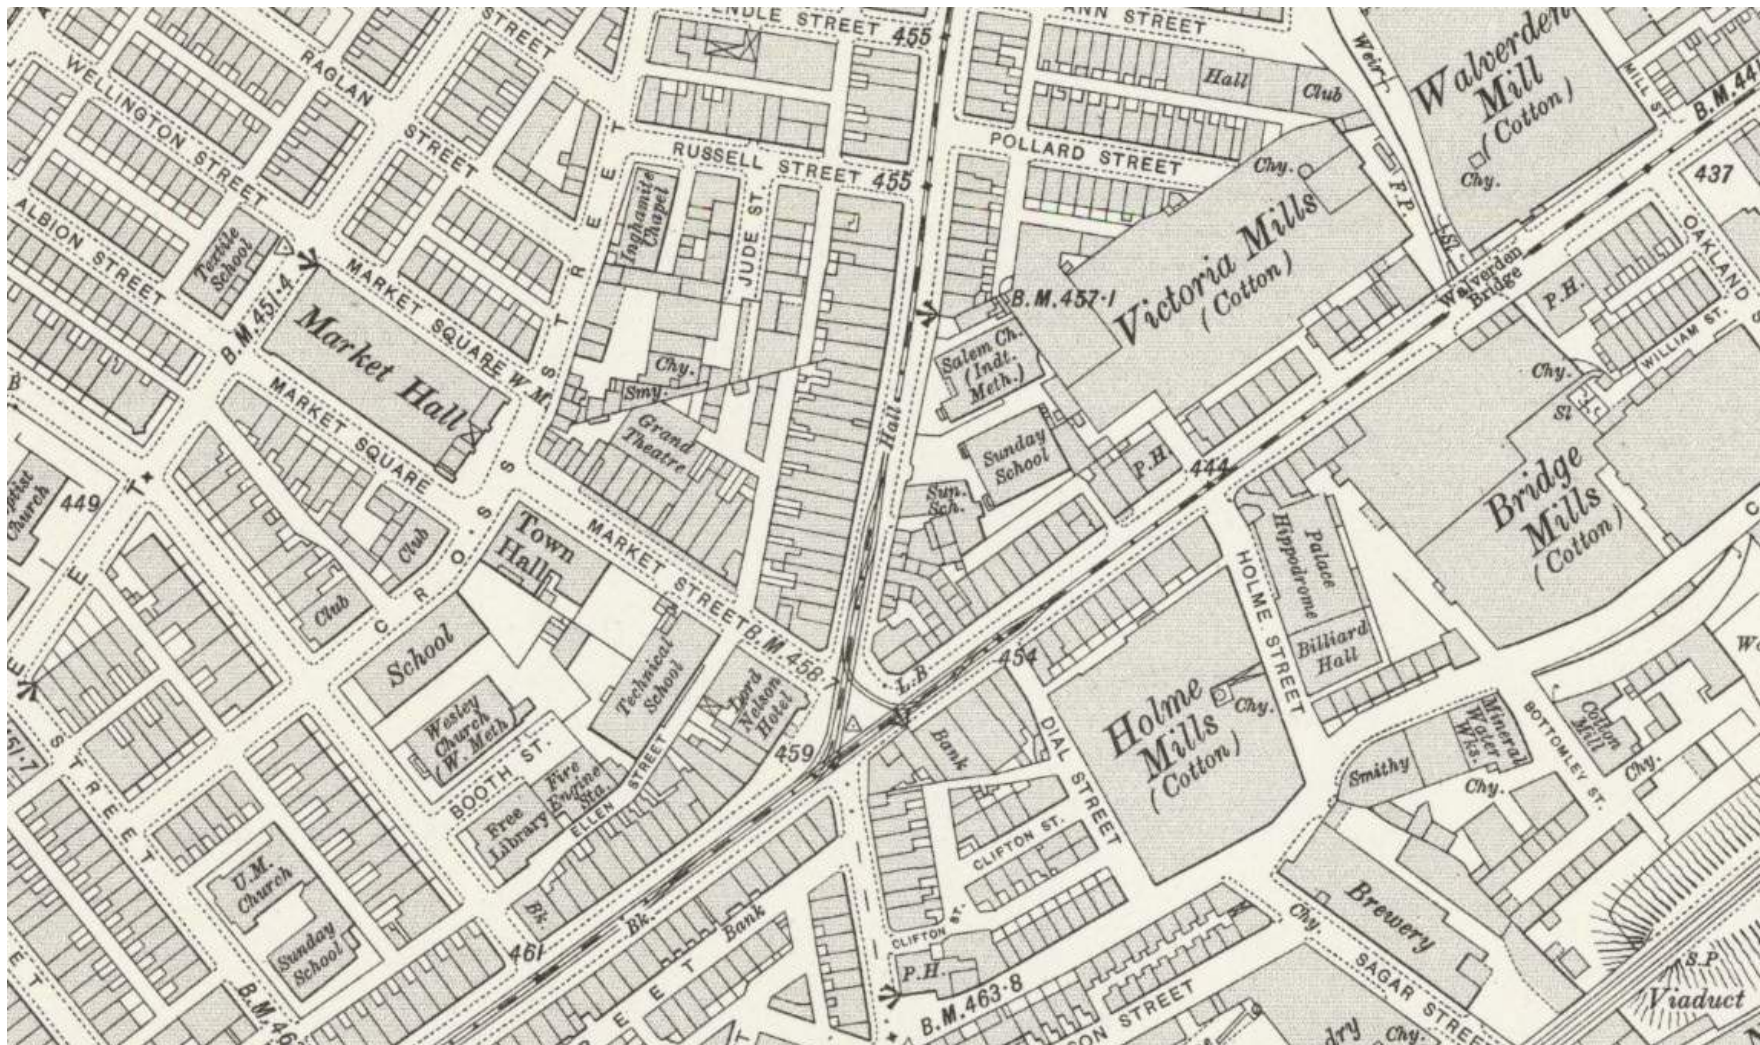 PENDLE STREET
ANN STREET
STREET
455
Weir
Walverden
Mill
(Cotton)
Chy.
MILL ST.
B.M. 441
RAGLAN
STREET
WELLINGTON STREET
Hall
Club
POLLARD STREET
RUSSELL STREET
455
Chy.
F.P.
437
OAKLAND
ALBION STREET
Textile
School
B.M. 451·4
Inghamite
Chapel
JUDE ST.
STREET
MARKET SQUARE
W.M.
Market Hall
MARKET SQUARE
Chy.
Smy.
Grand
Theatre
B.M. 457·1
Victoria Mills
(Cotton)
Sl
Walverden
Bridge
P.H.
WILLIAM ST.
Chy.
Sl
Salem Ch.
(Indt.
Meth.)
Hall
Sunday
School
Sun.
Sch.
P.H.
444
Bridge
Mills
(Cotton)
Palace
Hippodrome
Billiard
Hall
HOLME STREET
449
Church
Club
Club
CROSS
Town
Hall
MARKET STREET
B.M. 458·7
School
Technical
School
Lord
Nelson
Hotel
L.B
454
Holme
Mills
(Cotton)
Chy.
DIAL STREET
Wesley
Church
(W. Meth.)
BOOTH ST.
Fire
Engine
Sta.
Free
Library
ELLEN STREET
459
Bank
Smithy
Mineral
Water
Wks.
Chy.
BOTTOMLEY ST.
Cotton
Mill
Chy.
CLIFTON ST.
CLIFTON ST.
STREET
U.M.
Church
Sunday
School
Bk.
461
Bk
Bank
P.H.
B.M. 463·8
Chy.
Brewery
SAGAR STREET
S.P.
Viaduct
STREET
Chy.